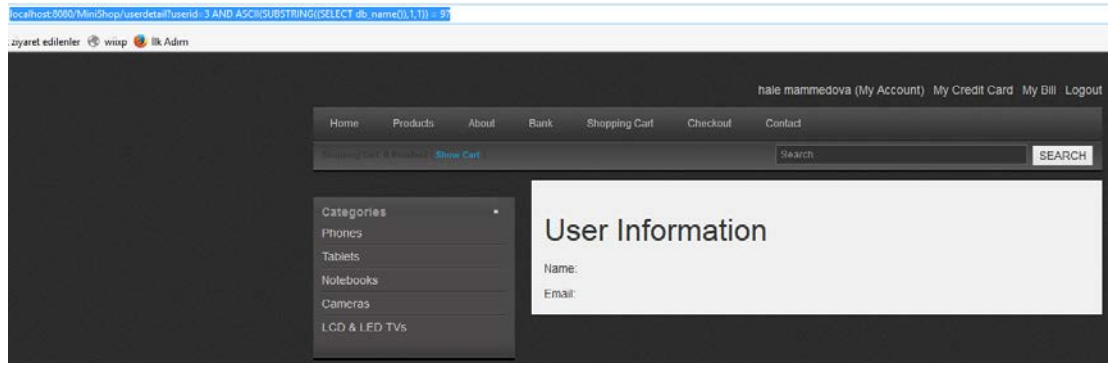 localhost:8080/MiniShop/userdetail?userid=3 AND ASCII(SUBSTRING((SELECT db_name()),1,1)) = 97
ziyaret edilenler wiixp İlk Adım
hale mammedova (My Account) My Credit Card My Bill Logout
Home Products About Bank Shopping Cart Checkout Contact
Shopping Cart Show Cart Search SEARCH
Categories
Phones
Tablets
Notebooks
Cameras
LCD & LED TVs
User Information
Name:
Email: